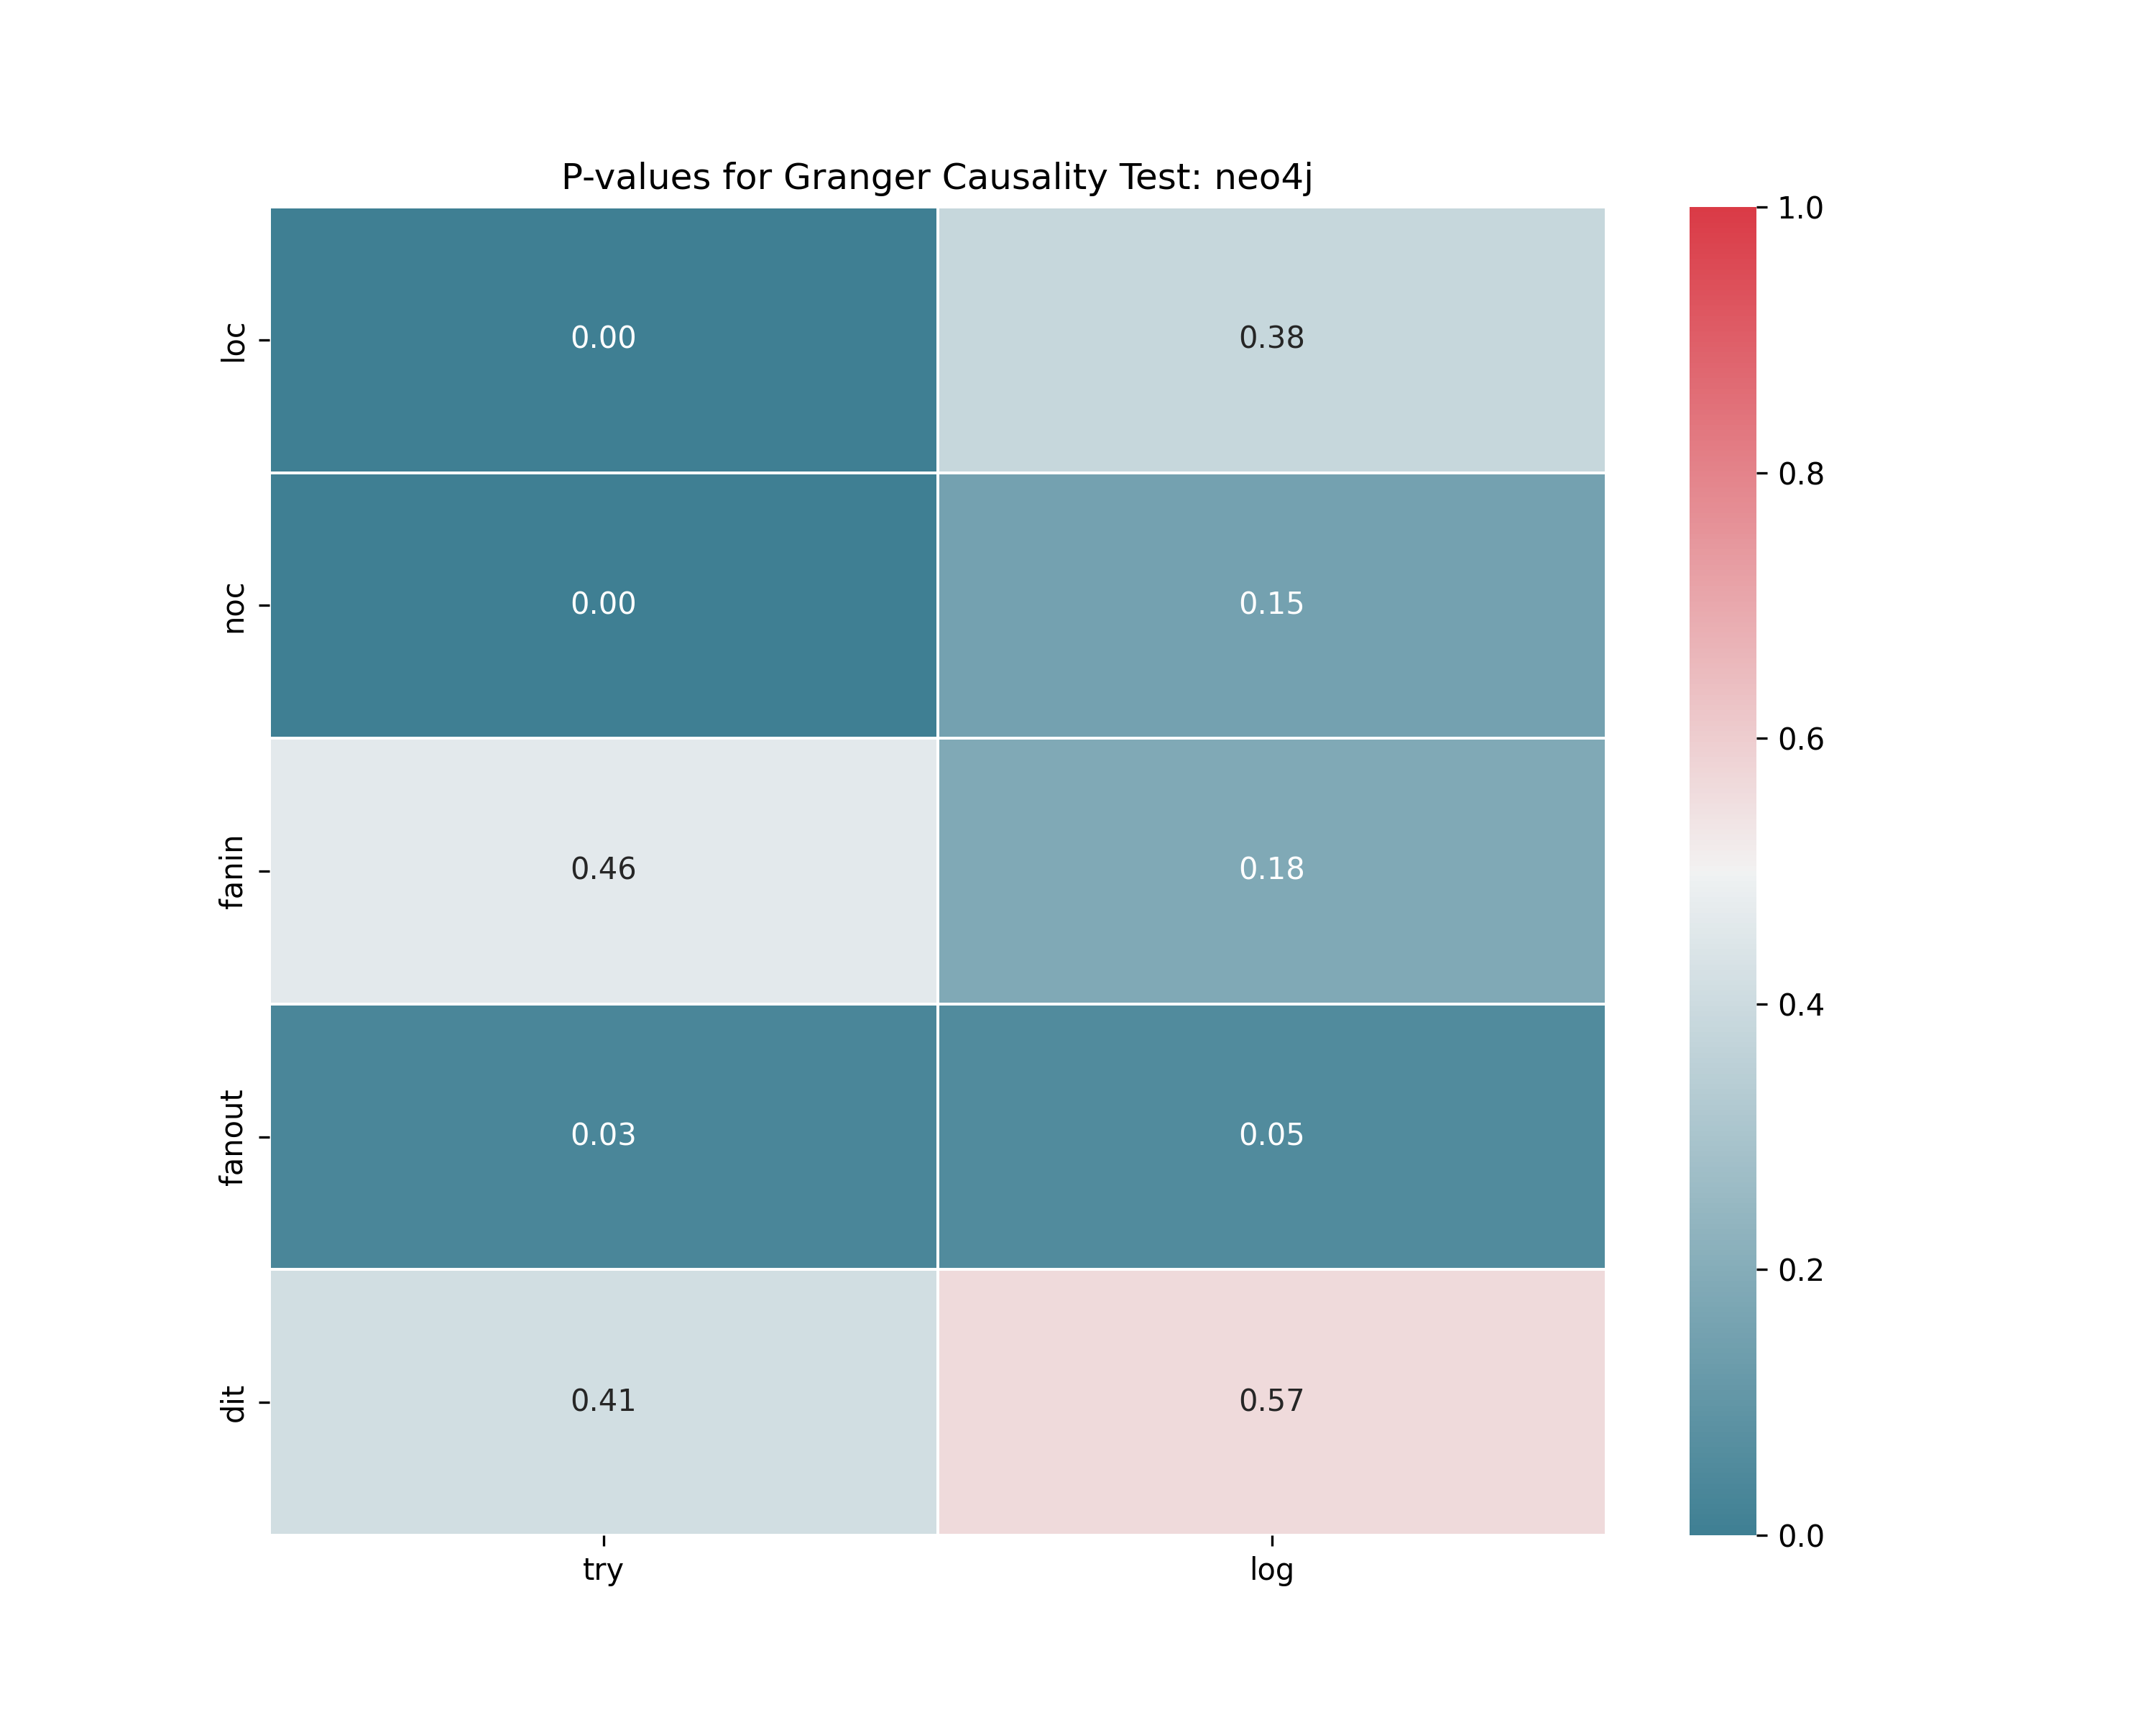 P-values for Granger Causality Test: neo4j
loc 0.00 0.38
noc 0.00 0.15
fanin 0.46 0.18
fanout 0.03 0.05
dit 0.41 0.57
try log
1.0
0.8
0.6
0.4
0.2
0.0